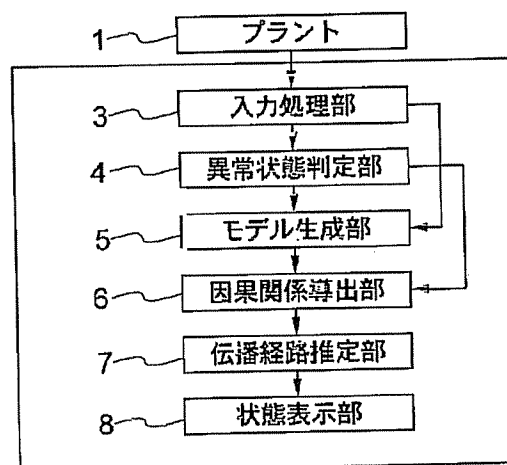 1 プラント
3 入力処理部
4 異常状態判定部
5 モデル生成部
6 因果関係導出部
7 伝播経路推定部
8 状態表示部